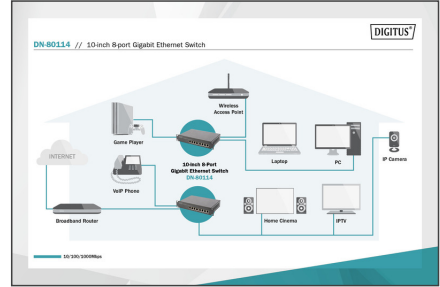 DIGITUS®
DN-80114 // 10-inch 8-port Gigabit Ethernet Switch
Wireless
Access Point
Game Player
INTERNET
10-inch 8-Port
Gigabit Ethernet Switch
DN-80114
Laptop
PC
IP Camera
VoIP Phone
Broadband Router
Home Cinema
IPTV
10/100/1000Mbps